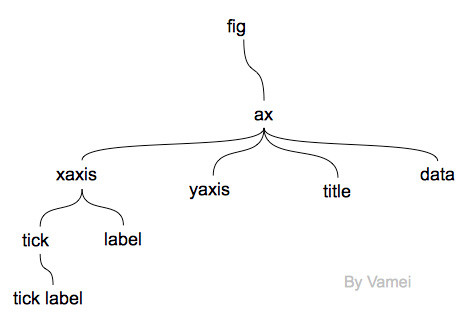 fig
ax
xaxis
yaxis
title
data
tick
label
tick label
By Vamei